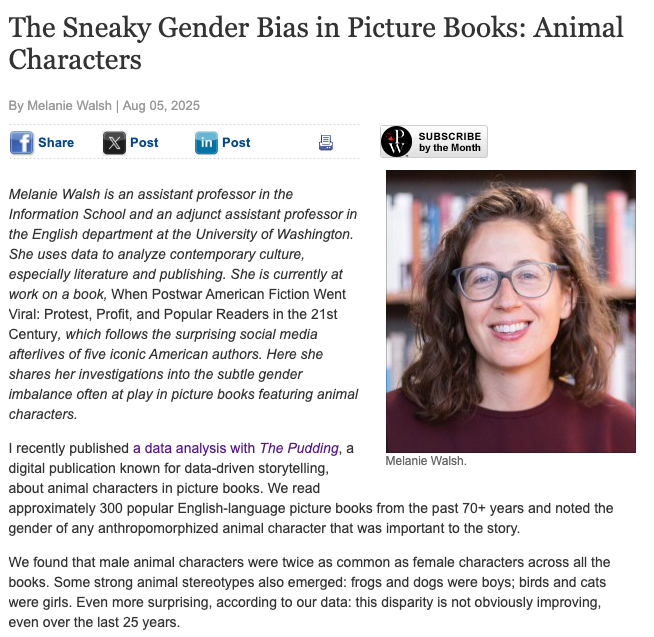 The Sneaky Gender Bias in Picture Books: Animal
Characters
By Melanie Walsh | Aug 05, 2025
Share
Post
Post
PW
SUBSCRIBE
by the Month
Melanie Walsh is an assistant professor in the
Information School and an adjunct assistant professor in
the English department at the University of Washington.
She uses data to analyze contemporary culture,
especially literature and publishing. She is currently at
work on a book, When Postwar American Fiction Went
Viral: Protest, Profit, and Popular Readers in the 21st
Century, which follows the surprising social media
afterlives of five iconic American authors. Here she
shares her investigations into the subtle gender
imbalance often at play in picture books featuring animal
characters.
Melanie Walsh.
I recently published a data analysis with The Pudding, a
digital publication known for data-driven storytelling,
about animal characters in picture books. We read
approximately 300 popular English-language picture books from the past 70+ years and noted the
gender of any anthropomorphized animal character that was important to the story.
We found that male animal characters were twice as common as female characters across all the
books. Some strong animal stereotypes also emerged: frogs and dogs were boys; birds and cats
were girls. Even more surprising, according to our data: this disparity is not obviously improving,
even over the last 25 years.